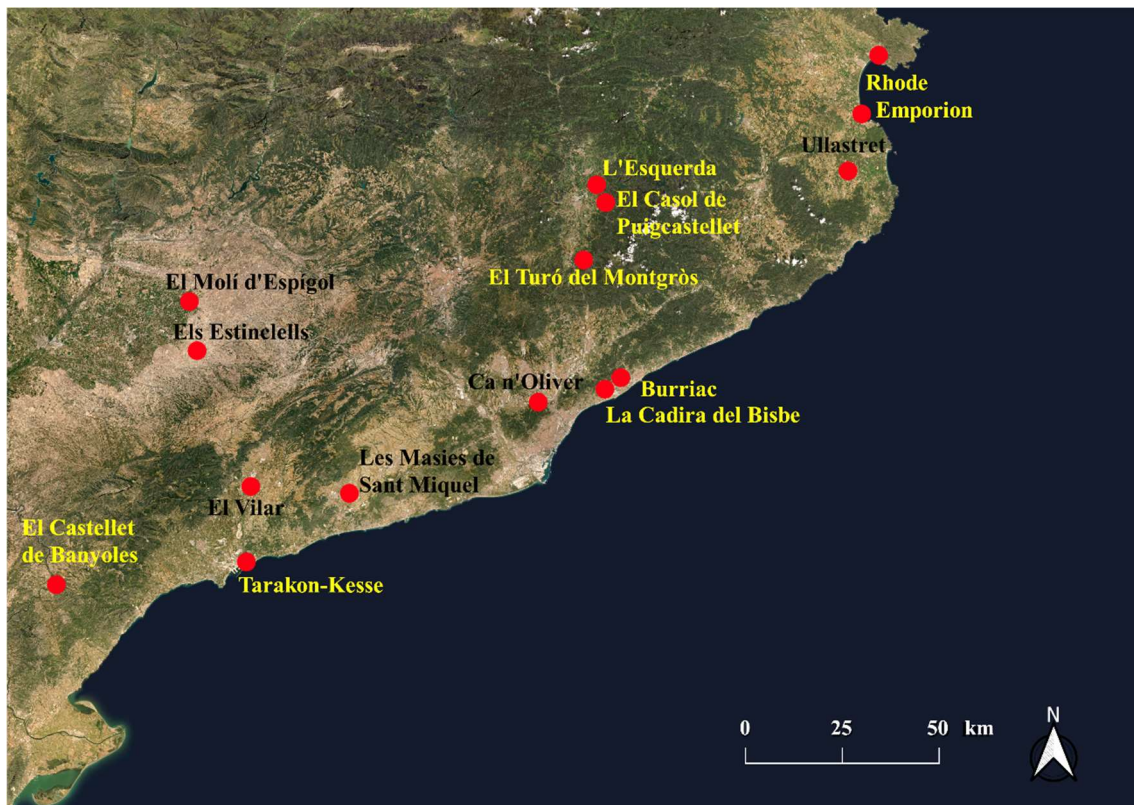 Rhode
Emporion
Ullastret
L'Esquerda
El Casol de
Puigcastellet
El Turó del Montgròs
El Molí d'Espígol
Els Estinclells
Ca n'Oliver
Burriac
La Cadira del Bisbe
Les Masies de
Sant Miquel
El Vilar
El Castellet
de Banyoles
Tarakon-Kesse
0 25 50 km
N